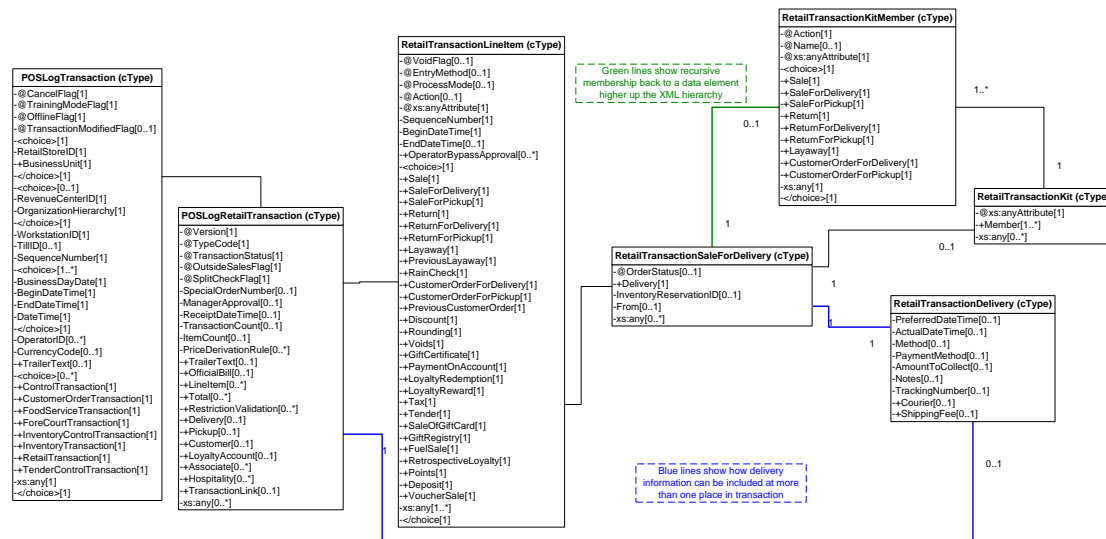 POSLogTransaction (cType)
-@CancelFlag[1]
-@TrainingModeFlag[1]
-@OfflineFlag[1]
-@TransactionModifiedFlag[0..1]
-<choice>[1]
-RetailStoreID[1]
-+BusinessUnit[1]
-</choice>[1]
-<choice>[0..1]
-RevenueCenterID[1]
-OrganizationHierarchy[1]
-</choice>[1]
-WorkstationID[1]
-TillID[0..1]
-SequenceNumber[1]
-<choice>[1..*]
-BusinessDayDate[1]
-BeginDateTime[1]
-EndDateTime[1]
-DateTime[1]
-</choice>[1]
-OperatorID[0..*]
-CurrencyCode[0..1]
-+TrailerText[0..1]
-<choice>[0..*]
-+ControlTransaction[1]
-+CustomerOrderTransaction[1]
-+FoodServiceTransaction[1]
-+ForeCourtTransaction[1]
-+InventoryControlTransaction[1]
-+InventoryTransaction[1]
-+RetailTransaction[1]
-+TenderControlTransaction[1]
-xs:any[1]
-</choice>[1]
POSLogRetailTransaction (cType)
-@Version[1]
-@TypeCode[1]
-@TransactionStatus[1]
-@OutsideSalesFlag[1]
-@SplitCheckFlag[1]
-SpecialOrderNumber[0..1]
-ManagerApproval[0..1]
-ReceiptDateTime[0..1]
-TransactionCount[0..1]
-ItemCount[0..1]
-PriceDerivationRule[0..*]
-+TrailerText[0..1]
-+OfficialBill[0..1]
-+LineItem[0..*]
-+Total[0..*]
-+RestrictionValidation[0..*]
-+Delivery[0..1]
-+Pickup[0..1]
-+Customer[0..1]
-+LoyaltyAccount[0..1]
-+Associate[0..*]
-+Hospitality[0..*]
-+TransactionLink[0..1]
-xs:any[0..*]
1
RetailTransactionLineItem (cType)
-@VoidFlag[0..1]
-@EntryMethod[0..1]
-@ProcessMode[0..1]
-@Action[0..1]
-@xs:anyAttribute[1]
-SequenceNumber[1]
-BeginDateTime[1]
-EndDateTime[0..1]
-+OperatorBypassApproval[0..*]
-<choice>[1]
-+Sale[1]
-+SaleForDelivery[1]
-+SaleForPickup[1]
-+Return[1]
-+ReturnForDelivery[1]
-+ReturnForPickup[1]
-+Layaway[1]
-+PreviousLayaway[1]
-+RainCheck[1]
-+CustomerOrderForDelivery[1]
-+CustomerOrderForPickup[1]
-+PreviousCustomerOrder[1]
-+Discount[1]
-+Rounding[1]
-+Voids[1]
-+GiftCertificate[1]
-+PaymentOnAccount[1]
-+LoyaltyRedemption[1]
-+LoyaltyReward[1]
-+Tax[1]
-+Tender[1]
-+SaleOfGiftCard[1]
-+GiftRegistry[1]
-+FuelSale[1]
-+RetrospectiveLoyalty[1]
-+Points[1]
-+Deposit[1]
-+VoucherSale[1]
-xs:any[1..*]
-</choice[1]
Green lines show recursive
membership back to a data element
higher up the XML hierarchy
RetailTransactionKitMember (cType)
-@Action[1]
-@Name[0..1]
-@xs:anyAttribute[1]
-<choice>[1]
-+Sale[1]
-+SaleForDelivery[1]
-+SaleForPickup[1]
-+Return[1]
-+ReturnForDelivery[1]
-+ReturnForPickup[1]
-+Layaway[1]
-+CustomerOrderForDelivery[1]
-+CustomerOrderForPickup[1]
-xs:any[1]
-</choice>[1]
0..1
1..*
1
1
RetailTransactionKit (cType)
-@xs:anyAttribute[1]
-+Member[1..*]
-xs:any[0..*]
0..1
1
RetailTransactionSaleForDelivery (cType)
-@OrderStatus[0..1]
-+Delivery[1]
-InventoryReservationID[0..1]
-From[0..1]
-xs:any[0..*]
1
1
RetailTransactionDelivery (cType)
-PreferredDateTime[0..1]
-ActualDateTime[0..1]
-Method[0..1]
-PaymentMethod[0..1]
-AmountToCollect[0..1]
-Notes[0..1]
-TrackingNumber[0..1]
-+Courier[0..1]
-+ShippingFee[0..1]
0..1
Blue lines show how delivery
information can be included at more
than one place in transaction